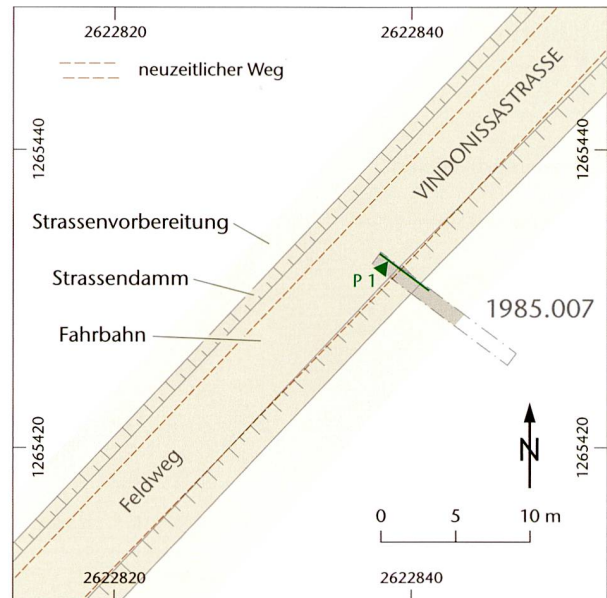 2622820 2622840
neuzeitlicher Weg
VINDONISSASTRASSE
1265440 1265440
Strassenvorbereitung
Strassendamm
P 1
1985.007
Fahrbahn
Feldweg
1265420 1265420
N
0 5 10 m
2622820 2622840